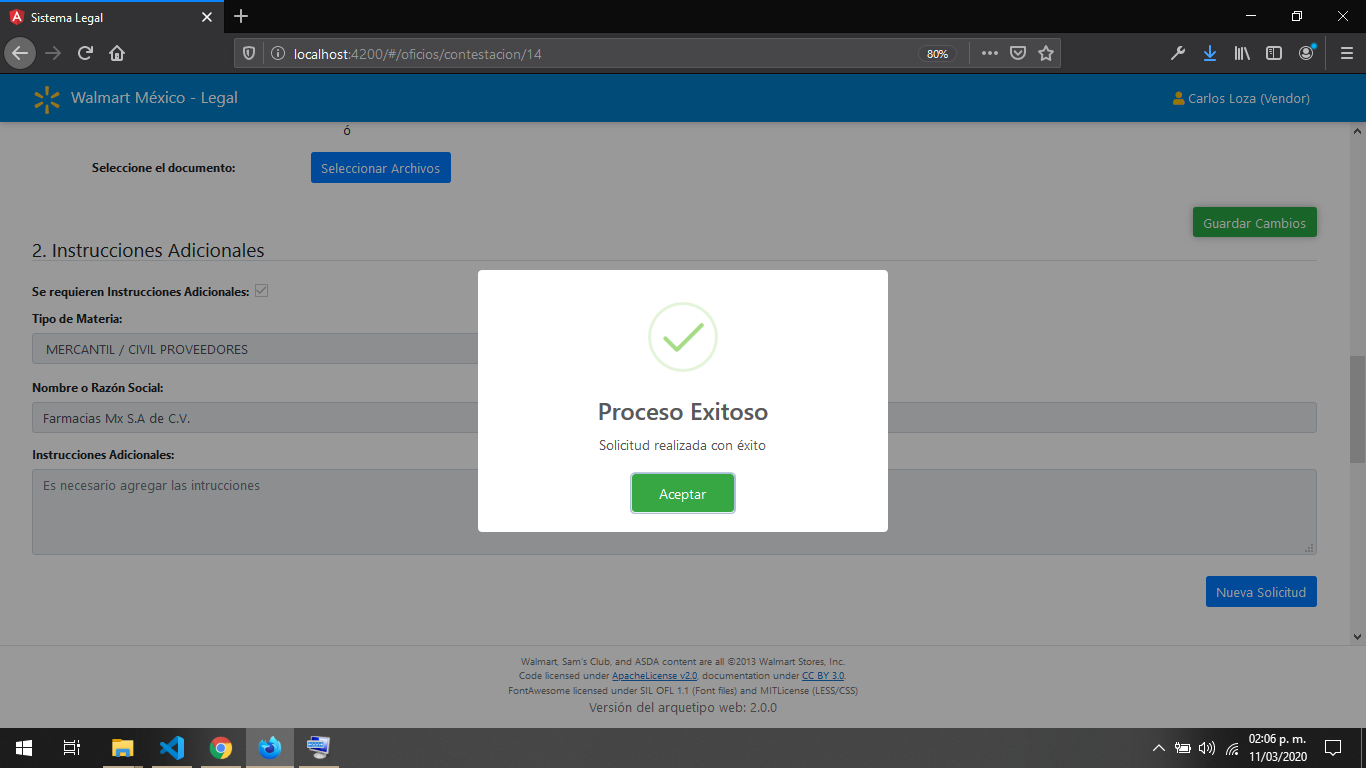 Sistema Legal
localhost:4200/#/oficios/contestacion/14
80%
Walmart México - Legal
Carlos Loza (Vendor)
ó
Seleccione el documento:
Seleccionar Archivos
Guardar Cambios
2. Instrucciones Adicionales
Se requieren Instrucciones Adicionales:
Tipo de Materia:
MERCANTIL / CIVIL PROVEEDORES
Nombre o Razón Social:
Farmacias Mx S.A de C.V.
Instrucciones Adicionales:
Es necesario agregar las intrucciones
Proceso Exitoso
Solicitud realizada con éxito
Aceptar
Nueva Solicitud
Walmart, Sam's Club, and ASDA content are all ©2013 Walmart Stores, Inc.
Code licensed under ApacheLicense v2.0, documentation under CC BY 3.0.
FontAwesome licensed under SIL OFL 1.1 (Font files) and MITLicense (LESS/CSS)
Versión del arquetipo web: 2.0.0
02:06 p. m.
11/03/2020